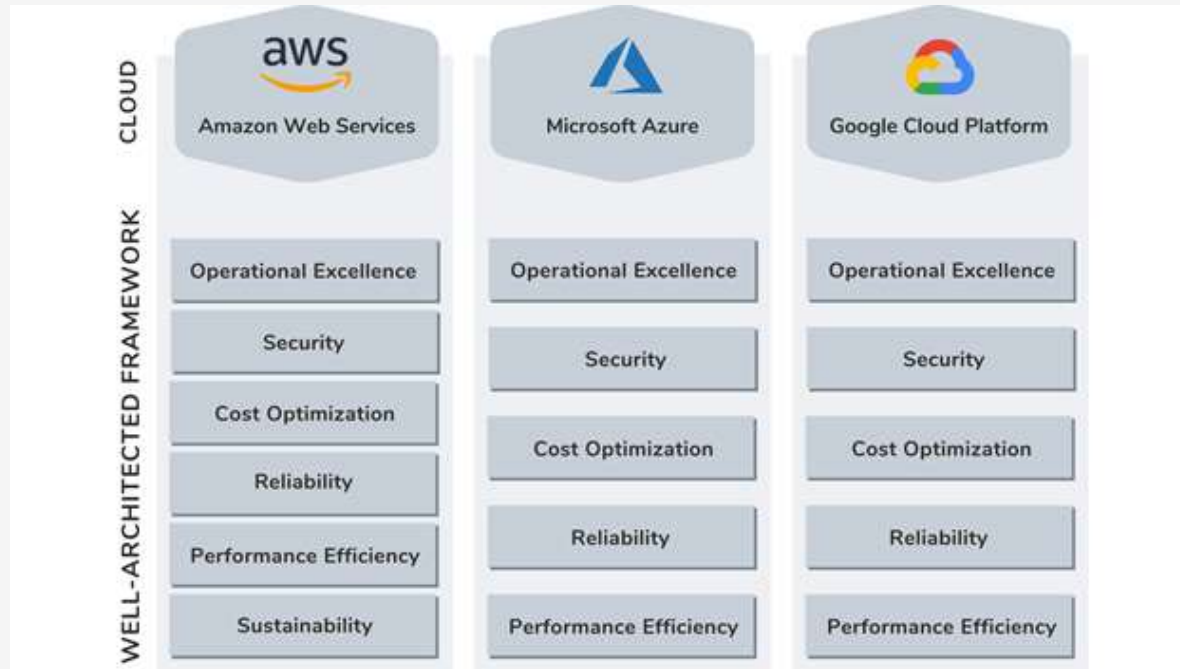 CLOUD
aws
Amazon Web Services
Microsoft Azure
Google Cloud Platform
WELL-ARCHITECTED FRAMEWORK
Operational Excellence
Security
Cost Optimization
Reliability
Performance Efficiency
Sustainability
Operational Excellence
Security
Cost Optimization
Reliability
Performance Efficiency
Operational Excellence
Security
Cost Optimization
Reliability
Performance Efficiency